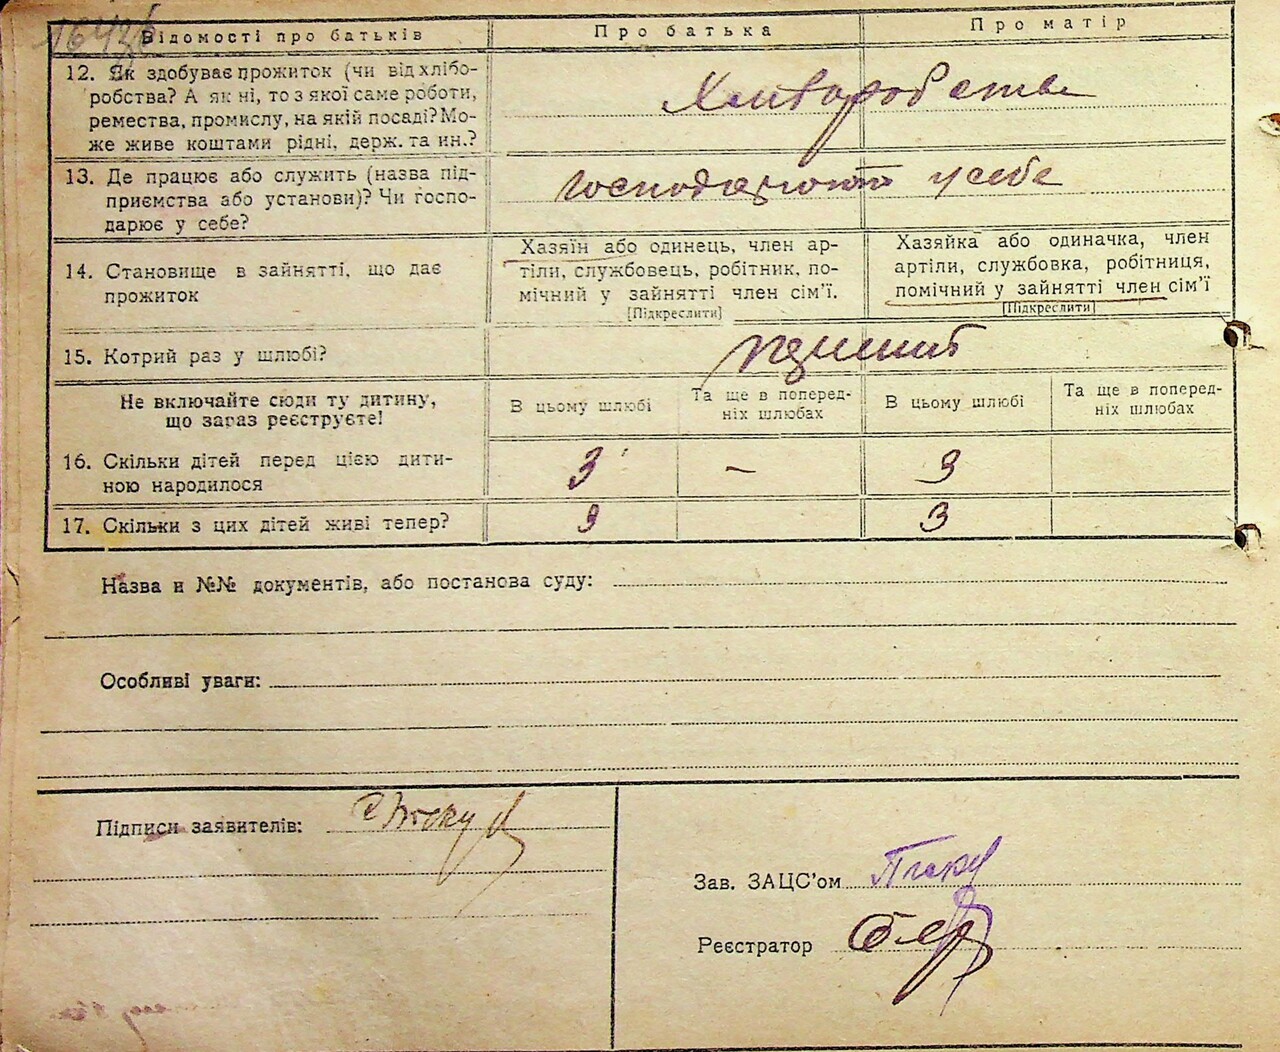 Відомості про батьків
Про батька
Про матір
12. Як здобуває прожиток (чи від хлібо-
робства? А як ні, то з якої саме роботи,
ремества, промислу, на якій посаді? Мо-
же живе коштами рідні, держ. та ин.?
Хліборобства
13. Де працює або служить (назва під-
приємства або установи)? Чи госпо-
дарює у себе?
господарюють у себе
14. Становище в зайнятті, що дає
прожиток
Хазяїн або одинець, член ар-
тіли, службовець, робітник, по-
мічний у зайнятті член сім'ї.
[Підкреслити]
Хазяйка або одиначка, член
артіли, службовка, робітниця,
помічний у зайнятті член сім'ї
[Підкреслити]
15. Котрий раз у шлюбі?
Не включайте сюди ту дитину,
що зараз реєструєте!
В цьому шлюбі
Та ще в поперед-
ніх шлюбах
В цьому шлюбі
Та ще в поперед-
ніх шлюбах
16. Скільки дітей перед цією дити-
ною народилося
3 – 3
17. Скільки з цих дітей живі тепер?
3 3
Назва и №№ документів, або постанова суду:
Особливі уваги:
Підписи заявителів:
Зав. ЗАЦС'ом
Реєстратор